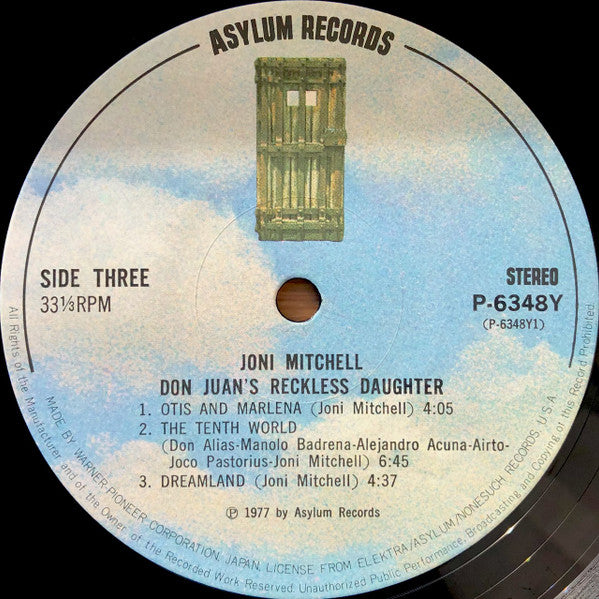 ASYLUM RECORDS
SIDE THREE
33⅓RPM
STEREO
P-6348Y
(P-6348Y1)
JONI MITCHELL
DON JUAN'S RECKLESS DAUGHTER
1. OTIS AND MARLENA (Joni Mitchell) 4:05
2. THE TENTH WORLD
(Don Alias-Manolo Badrena-Alejandro Acuna-Airto-
Joco Pastorius-Joni Mitchell) 6:45
3. DREAMLAND (Joni Mitchell) 4:37
℗ 1977 by Asylum Records
MADE BY WARNER-PIONEER CORPORATION, JAPAN. LICENSE FROM ELEKTRA/ASYLUM/NONESUCH RECORDS, U.S.A.
All Rights of the Manufacturer and of the Owner of the Recorded Work Reserved. Unauthorized Public Performance, Broadcasting and Copying of this Record Prohibited.